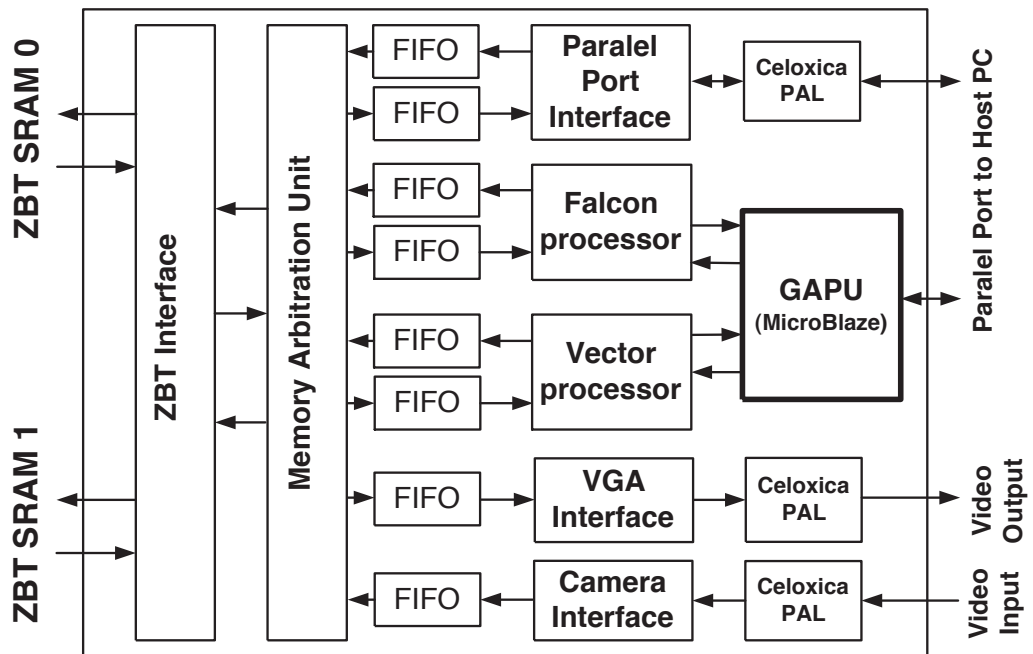 ZBT SRAM 0
ZBT SRAM 1
ZBT Interface
Memory Arbitration Unit
FIFO
FIFO
FIFO
FIFO
FIFO
FIFO
FIFO
FIFO
Paralel
Port
Interface
Falcon
processor
Vector
processor
VGA
Interface
Camera
Interface
Celoxica
PAL
GAPU
(MicroBlaze)
Celoxica
PAL
Celoxica
PAL
Paralel Port to Host PC
Video
Output
Video
Input